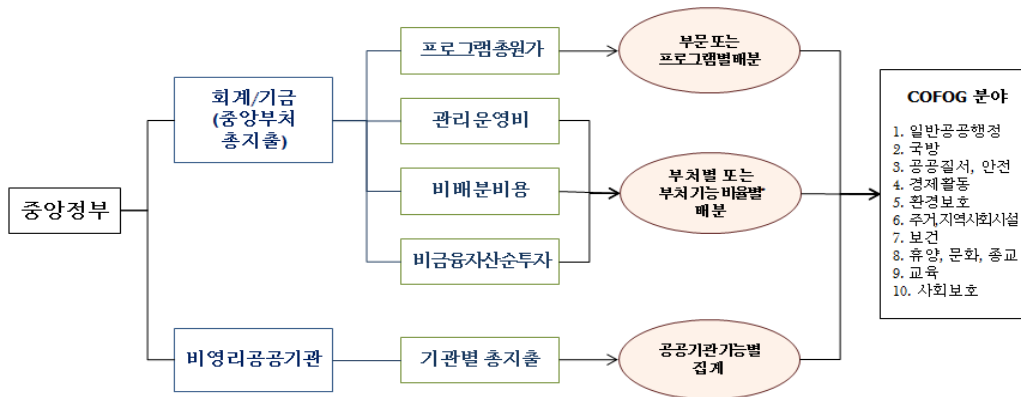 중앙정부
회계/기금
(중앙부처
총지출)
비영리공공기관
프로그램총원가
관리운영비
비배분비용
비금융자산순투자
기관별 총지출
부문 또는
프로그램별배분
부처별 또는
부처기능비율별
배분
공공기관기능별
집계
COFOG 분야
1. 일반공공행정
2. 국방
3. 공공질서, 안전
4. 경제활동
5. 환경보호
6. 주거,지역사회시설
7. 보건
8. 휴양, 문화, 종교
9. 교육
10. 사회보호